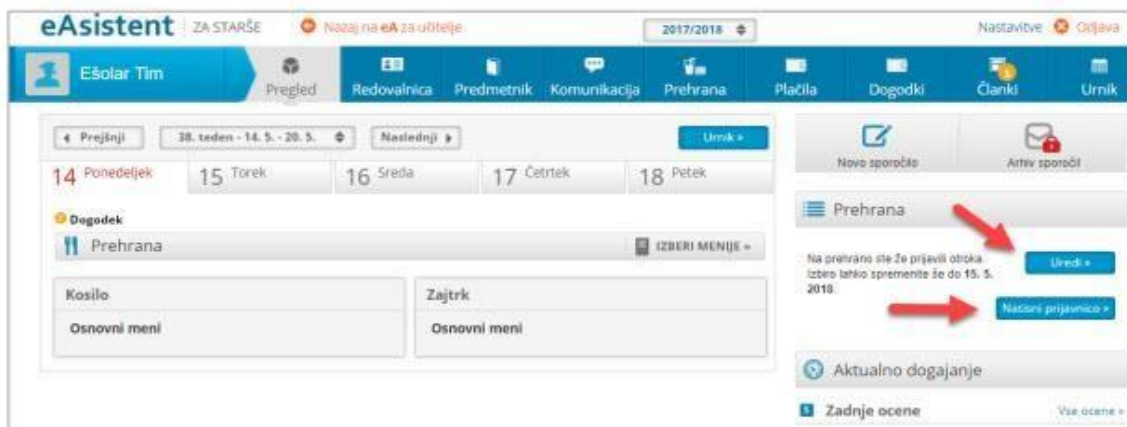 eAsistent ZA STARŠE Nazaj na eA za učitelje 2017/2018 Nastavitve Odjava
Ešolar Tim Pregled Redovalnica Predmetnik Komunikacija Prehrana Plačila Dogodki Članki Urnik
1
Prejšnji 38. teden - 14. 5. - 20. 5. Naslednji Urnik »
Novo sporočilo Arhiv sporočil
14 Ponedeljek 15 Torek 16 Sreda 17 Četrtek 18 Petek
Dogodek
Prehrana IZBERI MENIJE »
Kosilo Zajtrk
Osnovni meni Osnovni meni
Prehrana
Na prehrano ste že prijavili otroka.
Izbiro lahko spremenite še do 15. 5.
2018.
Uredi »
Natisni prijavnico »
Aktualno dogajanje
5 Zadnje ocene Vse ocene »